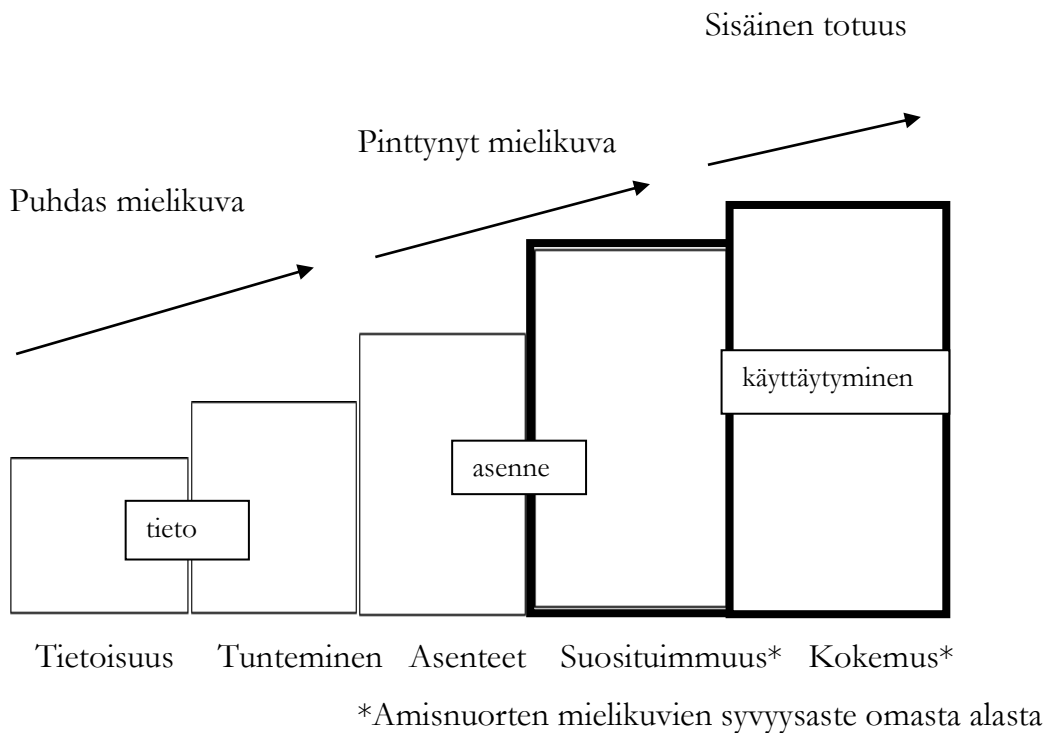 Sisäinen totuus
Pinttynyt mielikuva
Puhdas mielikuva
käyttäytyminen
asenne
tieto
Tietoisuus Tunteminen Asenteet Suosituimmuus* Kokemus*
*Amisnuorten mielikuvien syvyysaste omasta alasta